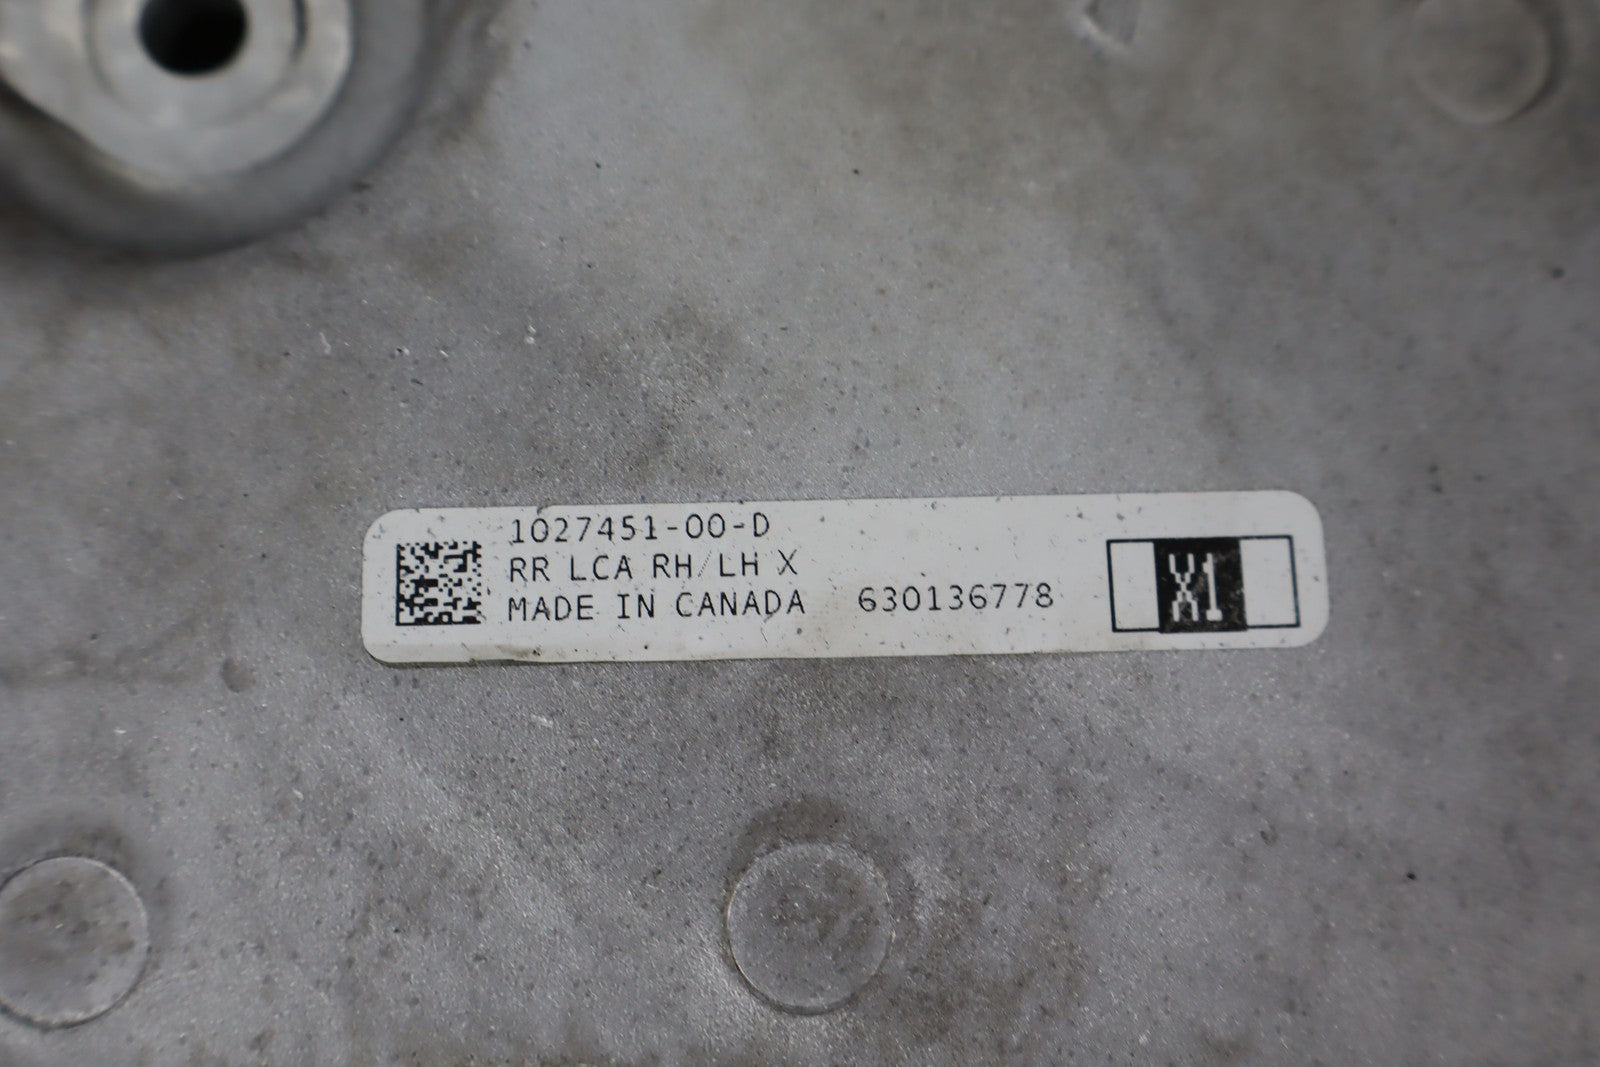 1027451-00-D
RR LCA RH/LH X
MADE IN CANADA 630136778
X1